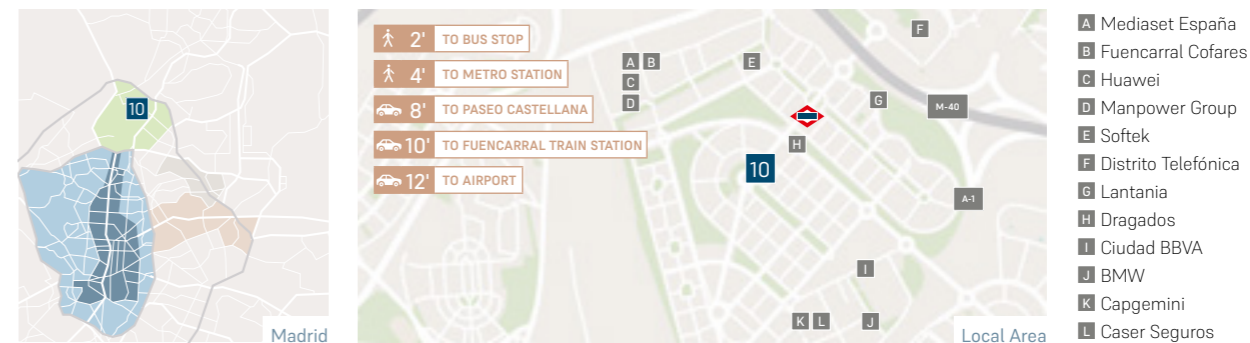 10
Madrid
2' TO BUS STOP
4' TO METRO STATION
8' TO PASEO CASTELLANA
10' TO FUENCARRAL TRAIN STATION
12' TO AIRPORT
F
A B
E
C
D
G
M-40
H
10
A-1
I
K L
J
Local Area
A Mediaset España
B Fuencarral Cofares
C Huawei
D Manpower Group
E Softek
F Distrito Telefónica
G Lantania
H Dragados
I Ciudad BBVA
J BMW
K Capgemini
L Caser Seguros